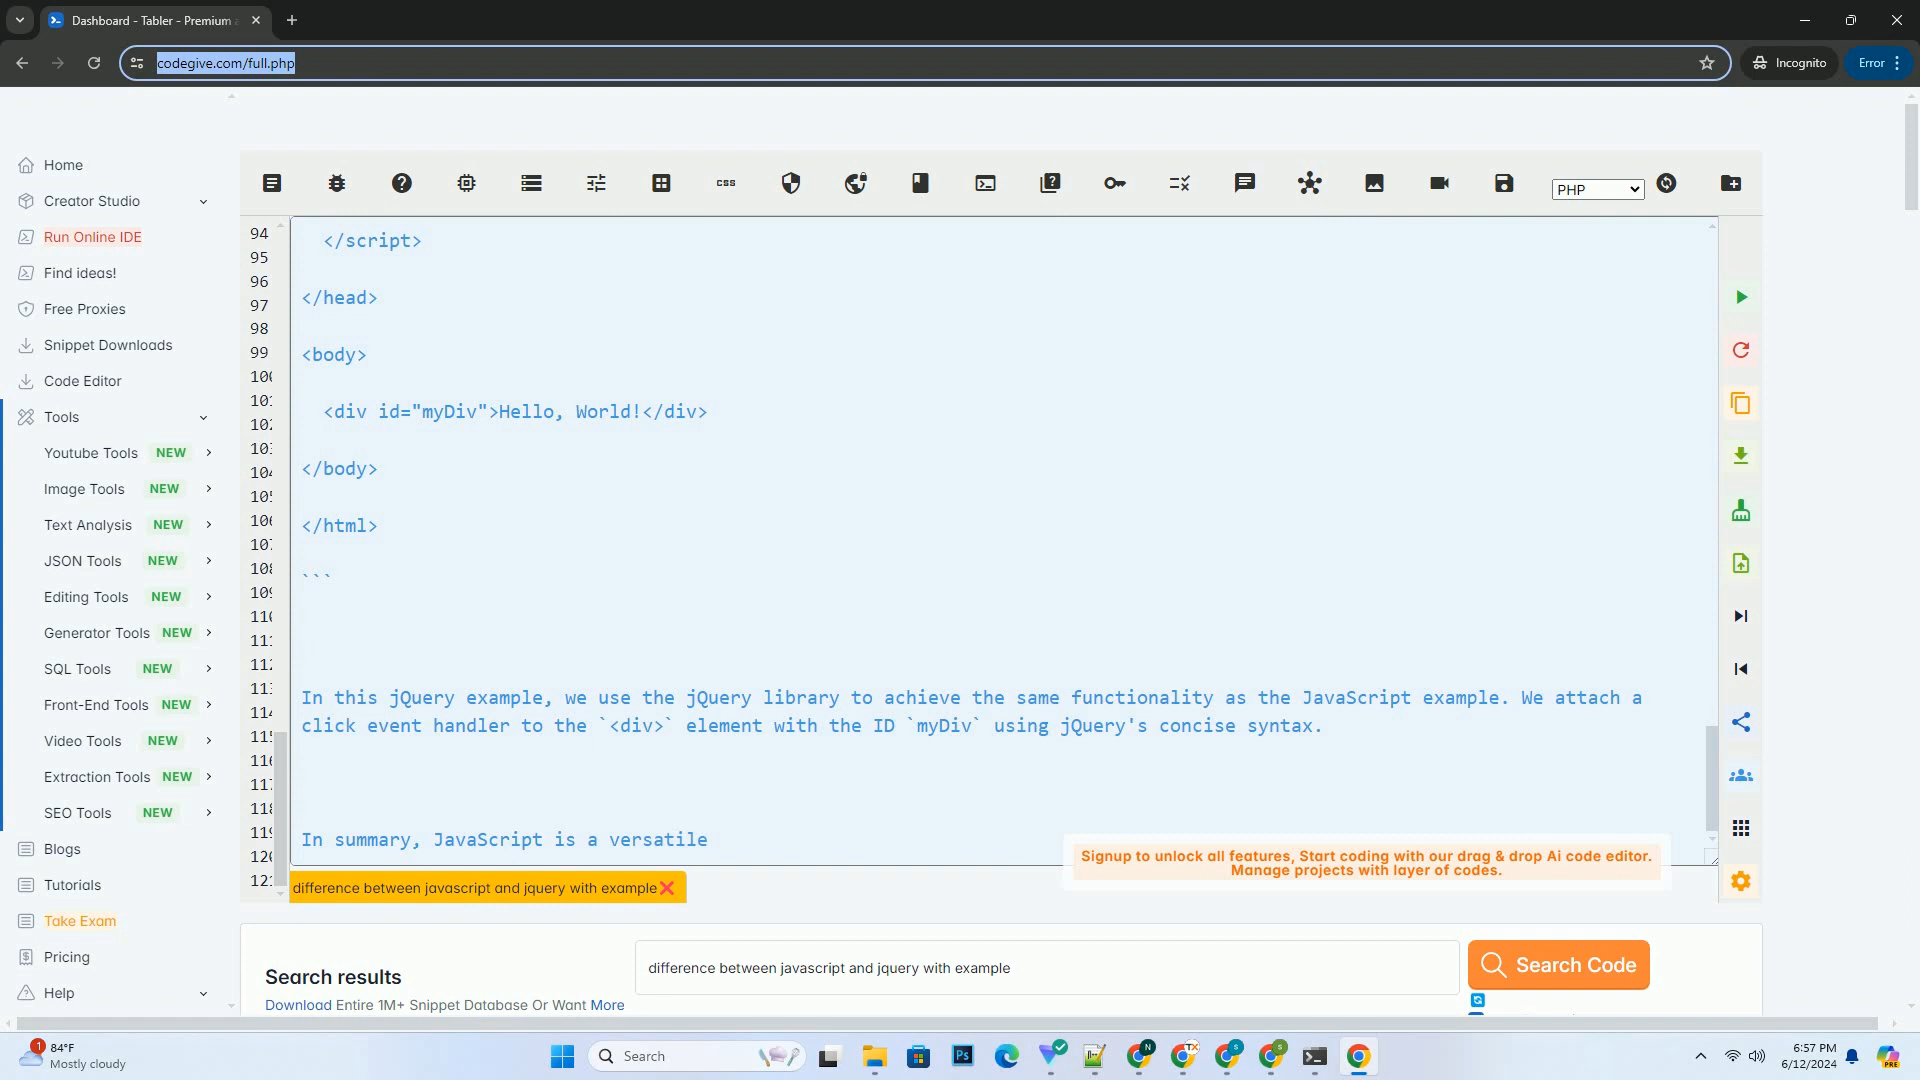 Dashboard - Tabler - Premium
codegive.com/full.php
Incognito
Error
Home
Creator Studio
Run Online IDE
Find ideas!
Free Proxies
Snippet Downloads
Code Editor
Tools
Youtube Tools NEW
Image Tools NEW
Text Analysis NEW
JSON Tools NEW
Editing Tools NEW
Generator Tools NEW
SQL Tools NEW
Front-End Tools NEW
Video Tools NEW
Extraction Tools NEW
SEO Tools NEW
Blogs
Tutorials
Take Exam
Pricing
Help
css
PHP
94
95
96
97
98
99
</script>
</head>
<body>
<div id="myDiv">Hello, World!</div>
</body>
</html>
```
In this jQuery example, we use the jQuery library to achieve the same functionality as the JavaScript example. We attach a
click event handler to the `<div>` element with the ID `myDiv` using jQuery's concise syntax.
In summary, JavaScript is a versatile
Signup to unlock all features, Start coding with our drag & drop Ai code editor.
Manage projects with layer of codes.
difference between javascript and jquery with example
Search results
difference between javascript and jquery with example
Search Code
Download Entire 1M+ Snippet Database Or Want More
1
84°F
Mostly cloudy
Search
Ps
6:57 PM
6/12/2024